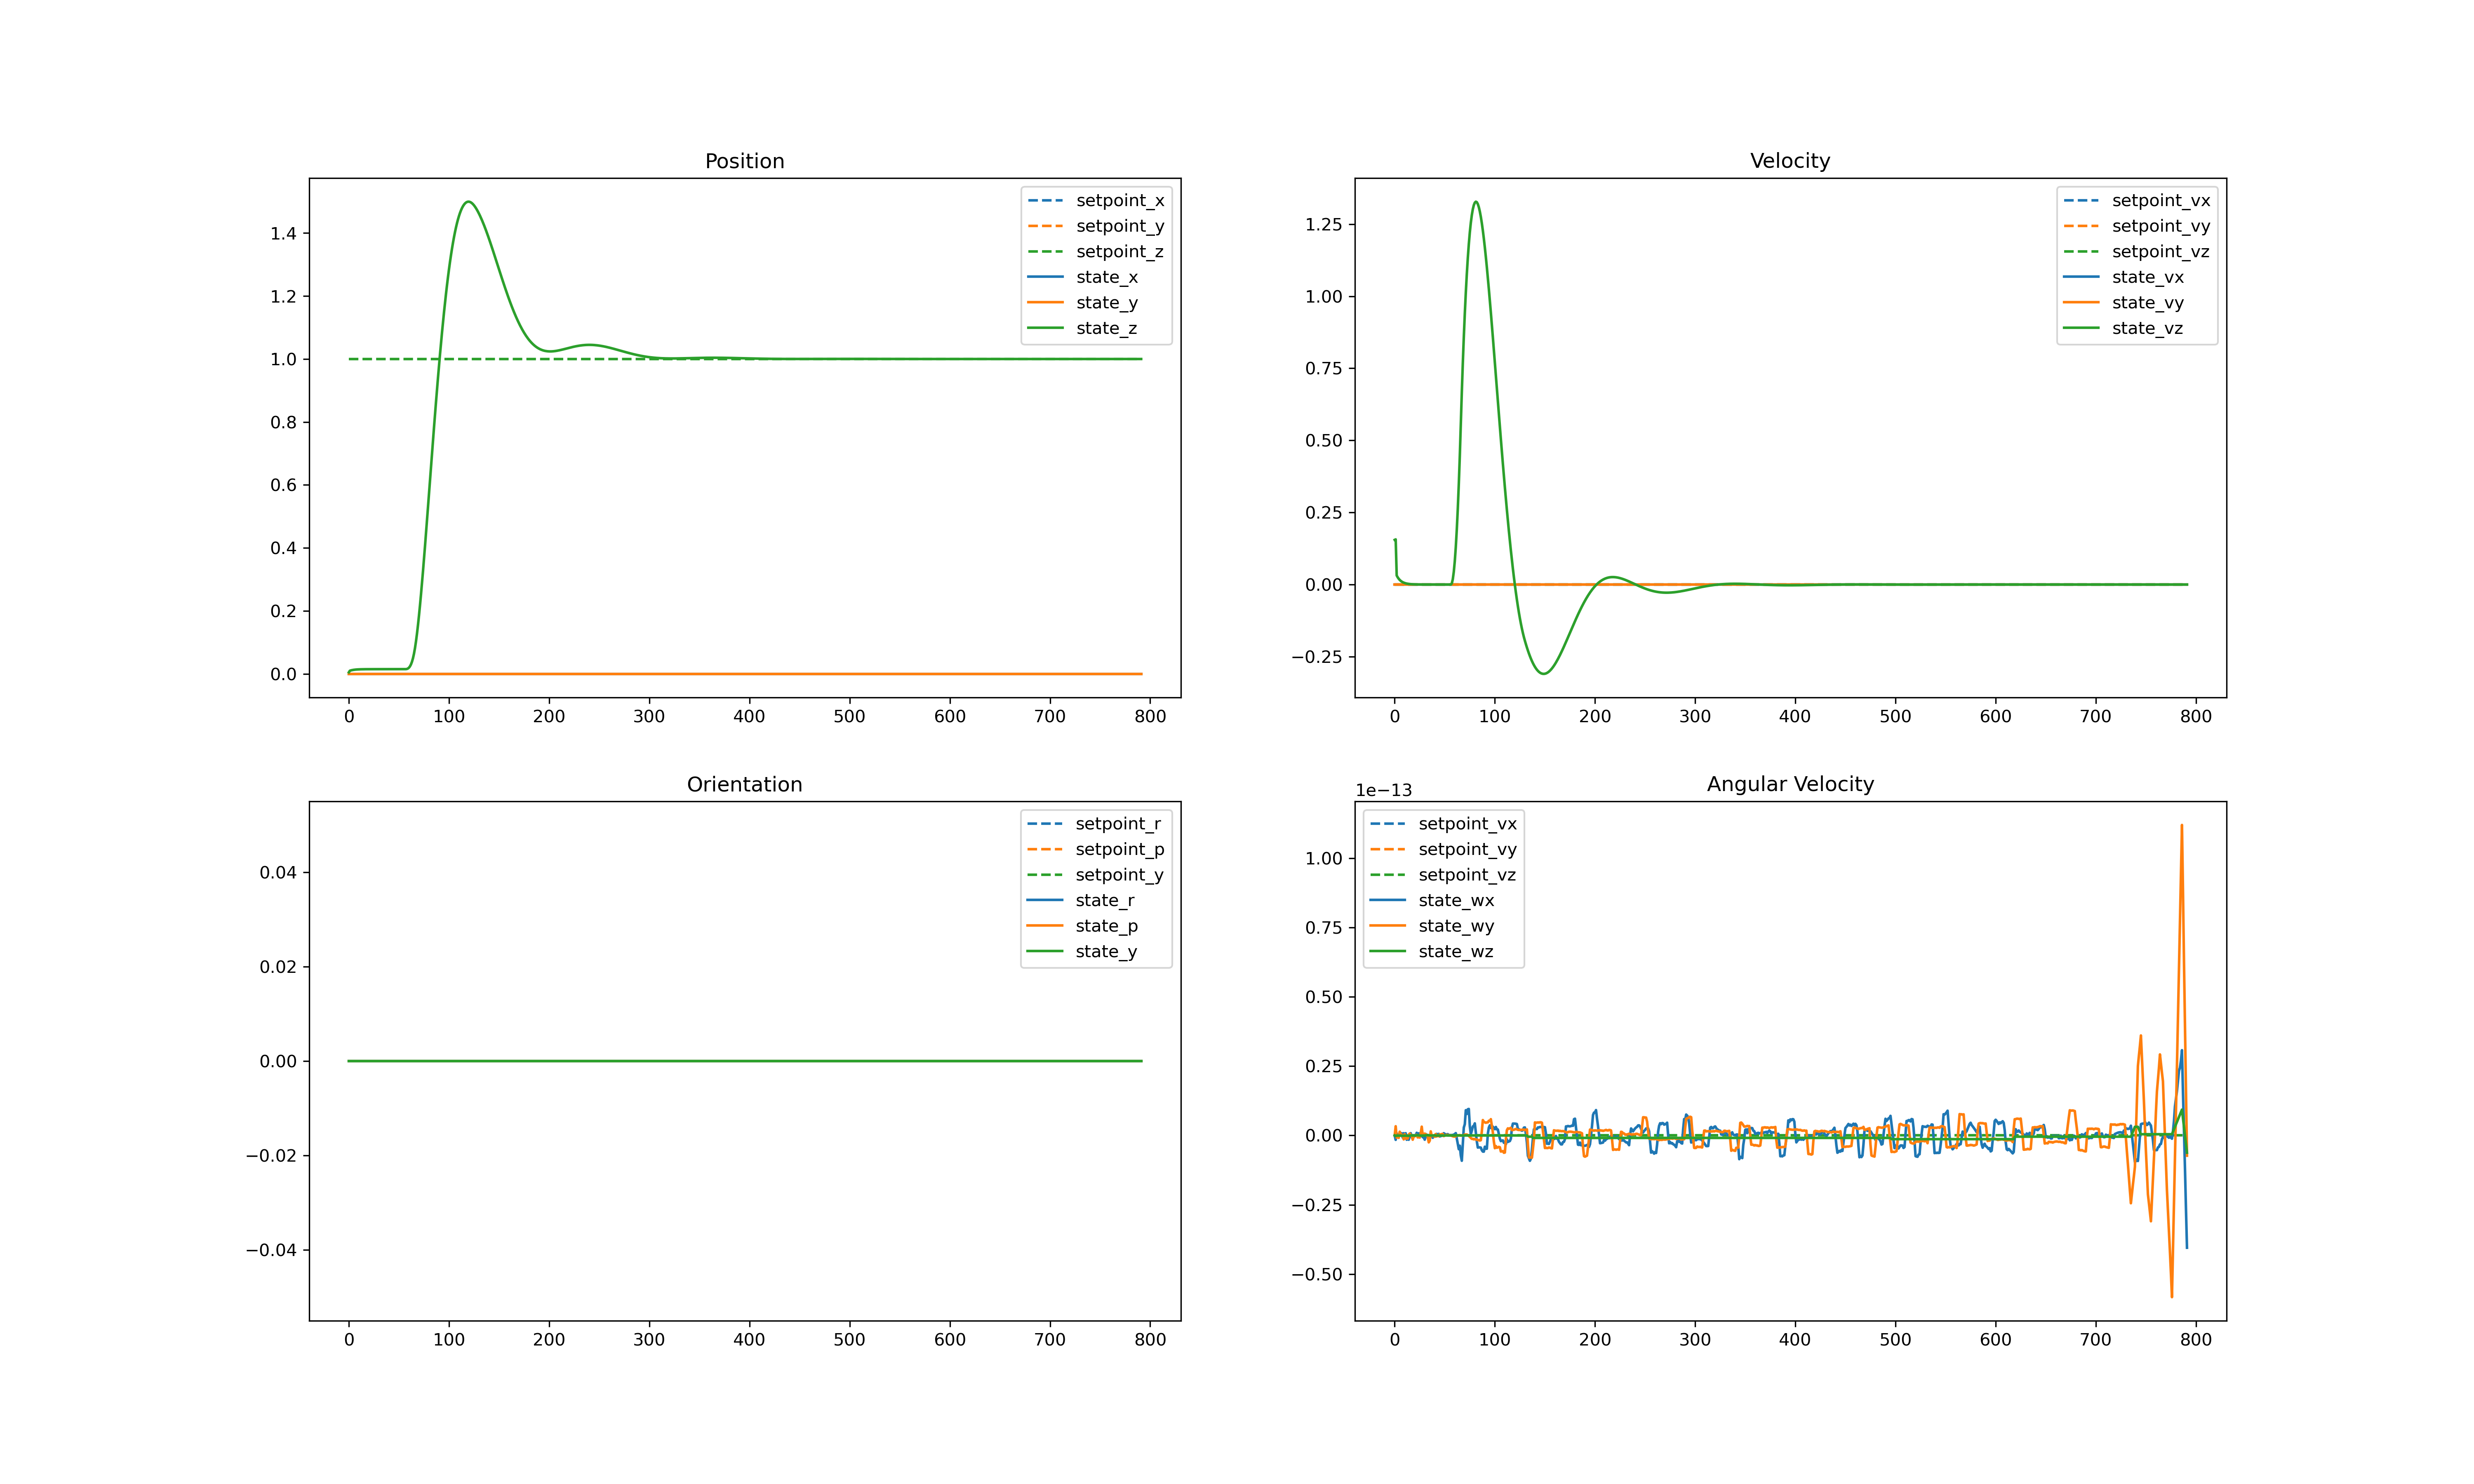 Position
1.4
1.2
1.0
0.8
0.6
0.4
0.2
0.0
0 100 200 300 400 500 600 700 800
setpoint_x
setpoint_y
setpoint_z
state_x
state_y
state_z
Velocity
1.25
1.00
0.75
0.50
0.25
0.00
−0.25
0 100 200 300 400 500 600 700 800
setpoint_vx
setpoint_vy
setpoint_vz
state_vx
state_vy
state_vz
Orientation
0.04
0.02
0.00
−0.02
−0.04
0 100 200 300 400 500 600 700 800
setpoint_r
setpoint_p
setpoint_y
state_r
state_p
state_y
1e−13
Angular Velocity
1.00
0.75
0.50
0.25
0.00
−0.25
−0.50
0 100 200 300 400 500 600 700 800
setpoint_vx
setpoint_vy
setpoint_vz
state_wx
state_wy
state_wz